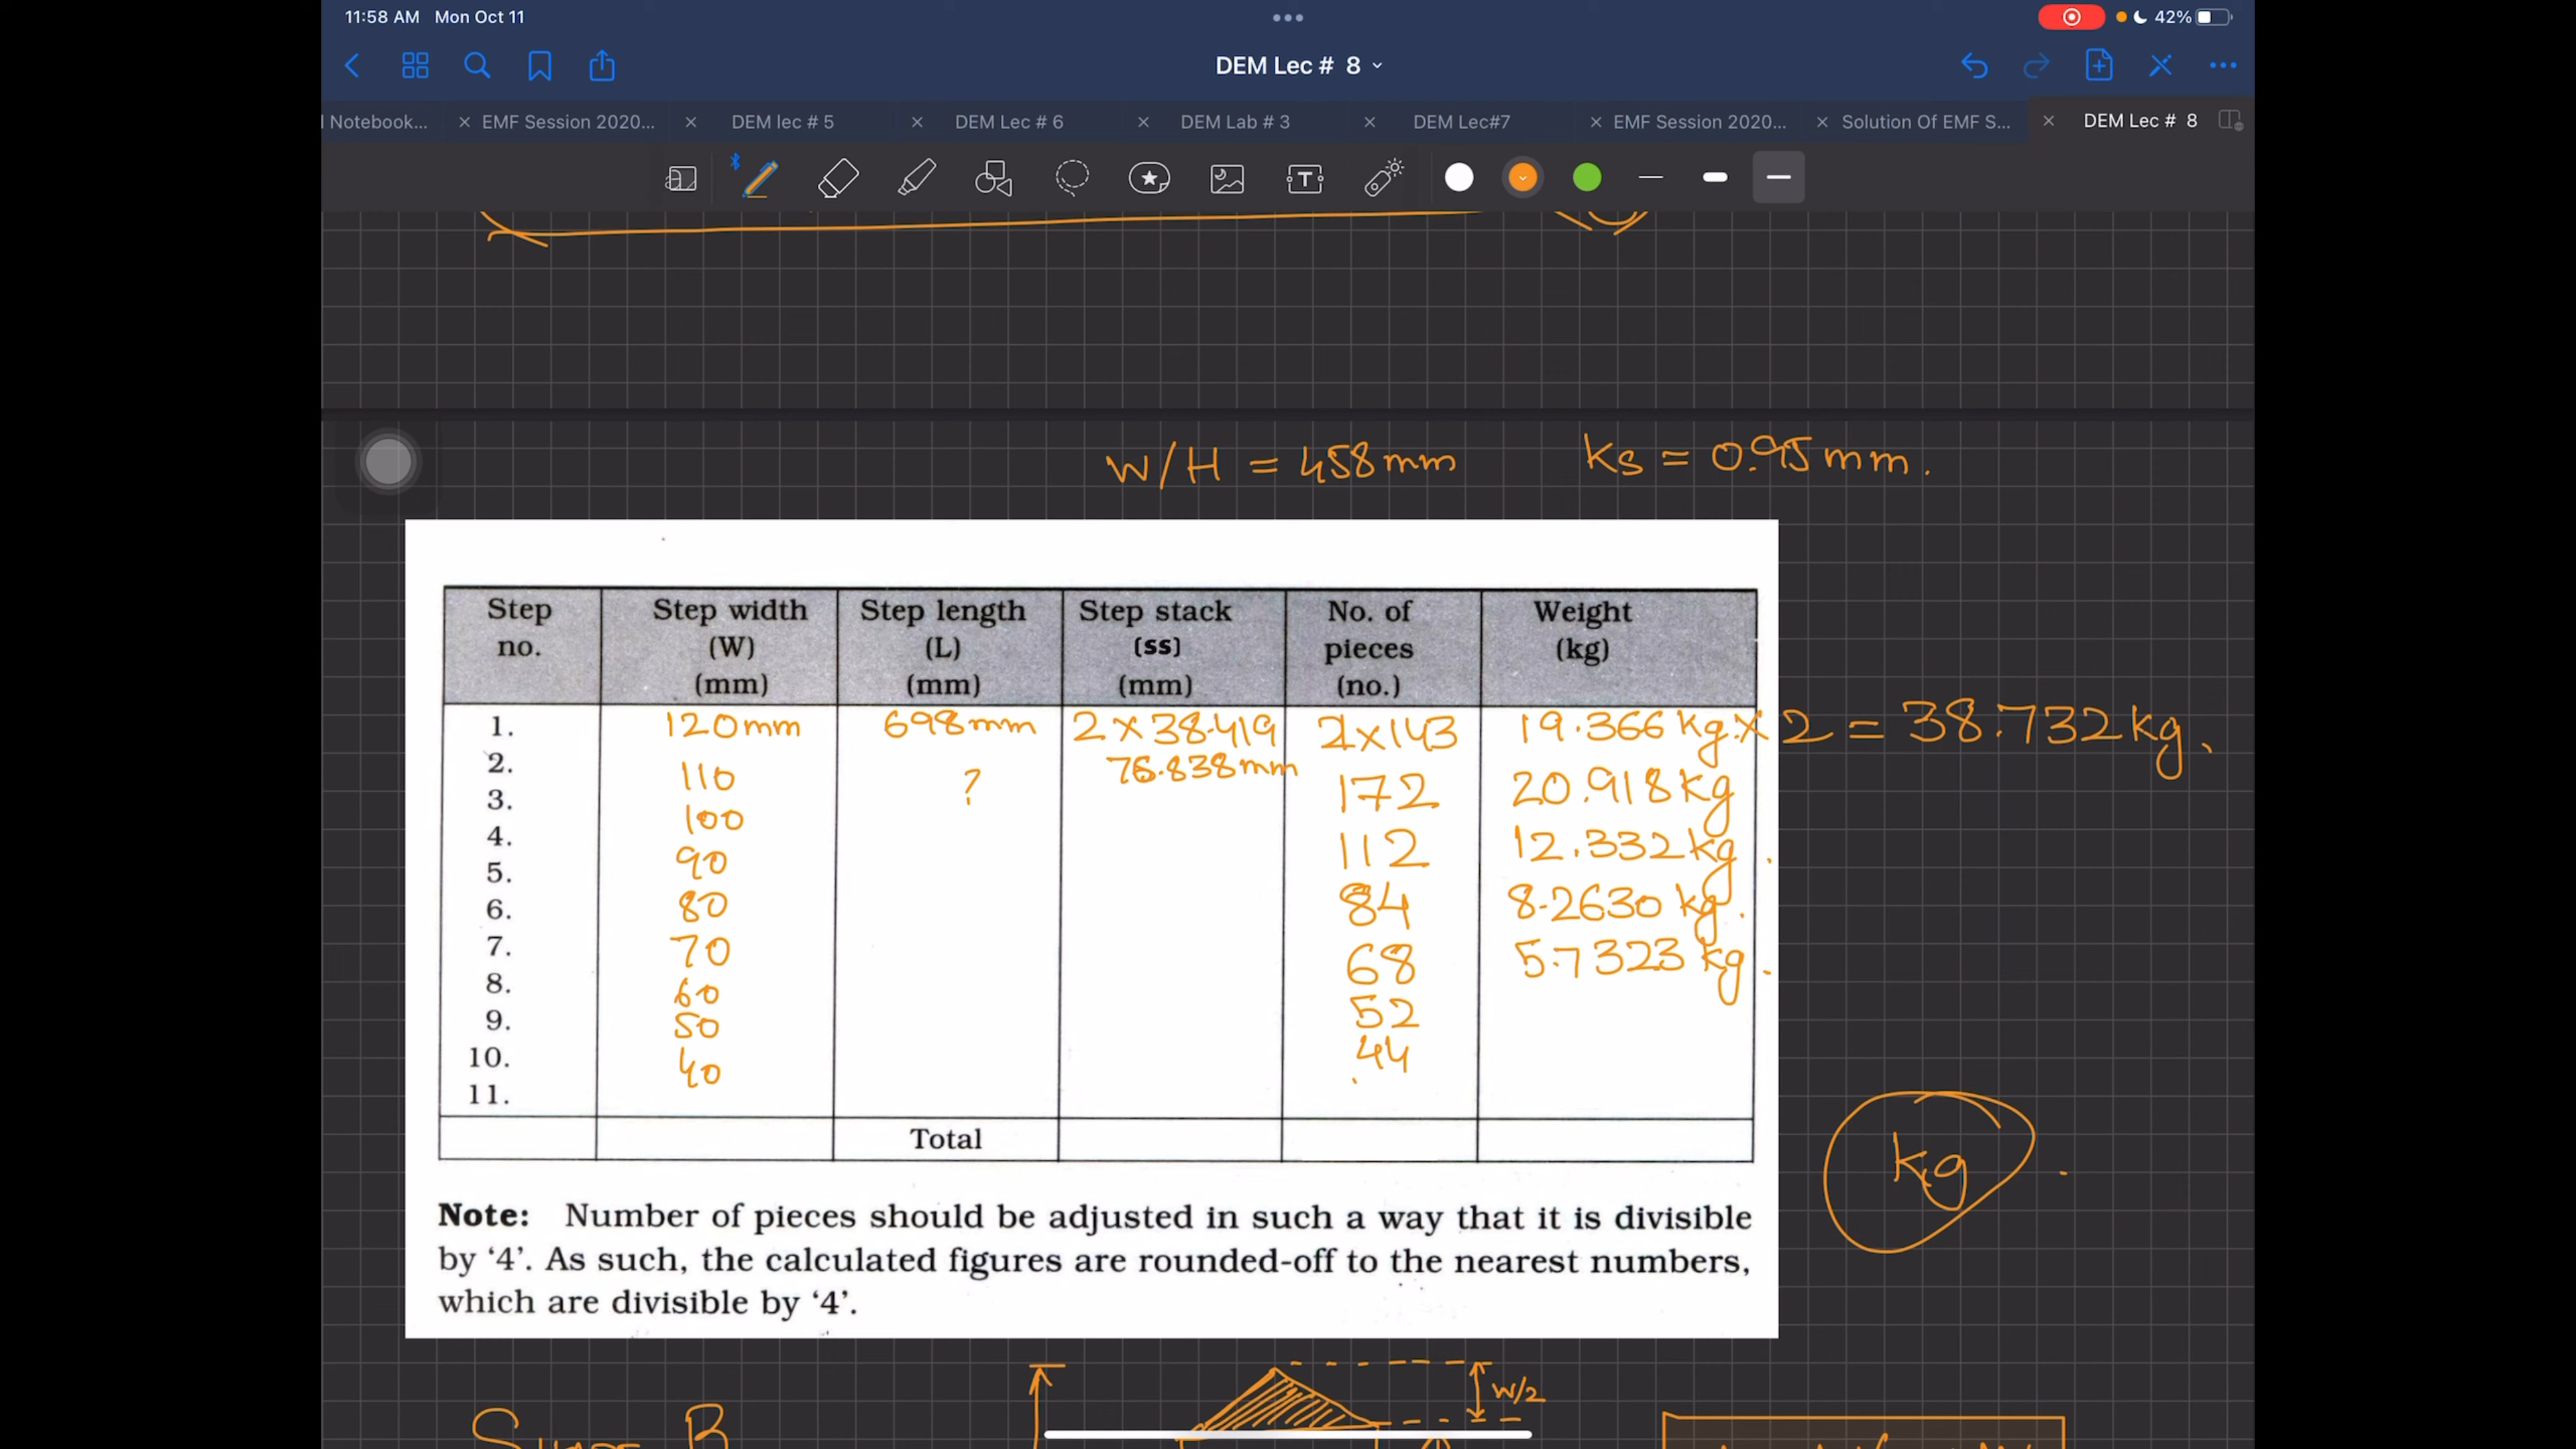 11:58 AM Mon Oct 11
42%
DEM Lec # 8
l Notebook... EMF Session 2020... DEM lec # 5 DEM Lec # 6 DEM Lab # 3 DEM Lec#7 EMF Session 2020... Solution Of EMF S... DEM Lec # 8
W/H = 458mm Ks = 0.95mm.
Step no. Step width (W) (mm) Step length (L) (mm) Step stack (ss) (mm) No. of pieces (no.) Weight (kg)
1. 120mm 698mm 2 × 38.419 2×143 19.366 kg × 2 = 38.732 kg.
76.838mm
2. 110 ? 172 20.918 kg
3. 100 112 12.332 kg.
4. 90 84 8.2630 kg.
5. 80 68 5.7323 kg.
6. 70 52
7. 60 44
8. 50
9. 40
10.
11.
Total
kg.
Note: Number of pieces should be adjusted in such a way that it is divisible
by ‘4’. As such, the calculated figures are rounded-off to the nearest numbers,
which are divisible by ‘4’.
W/2
B